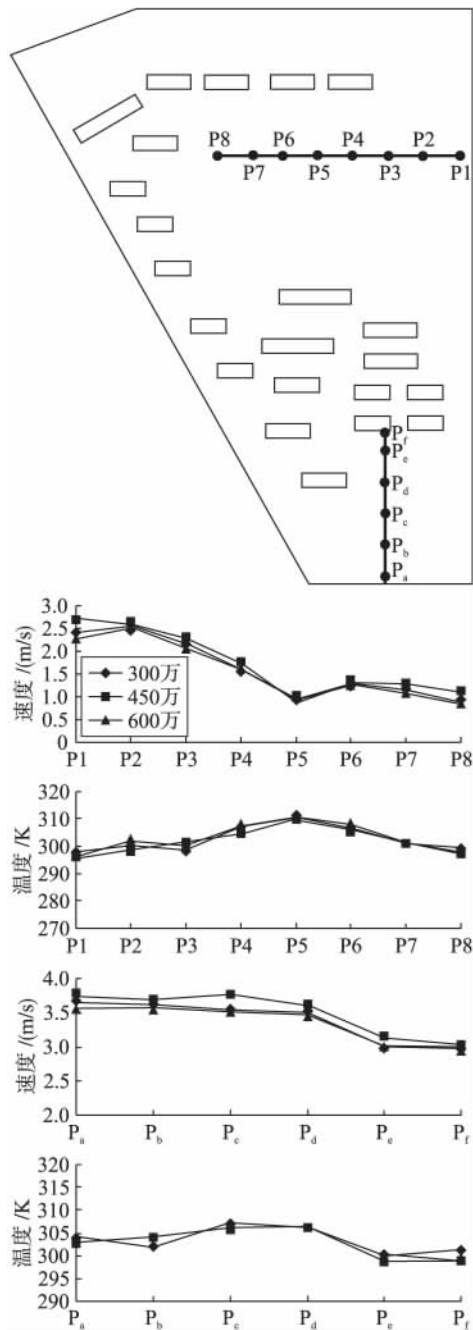 P8 P6 P4 P2
P7 P5 P3 P1
Pf
Pe
Pd
Pc
Pb
Pa
速度/(m/s)
3.0
2.5
2.0
1.5
1.0
0.5
0
300万
450万
600万
P1 P2 P3 P4 P5 P6 P7 P8
温度/K
320
310
300
290
280
270
P1 P2 P3 P4 P5 P6 P7 P8
速度/(m/s)
4.0
3.5
3.0
2.5
2.0
Pa Pb Pc Pd Pe Pf
温度/K
320
315
310
305
300
295
290
Pa Pb Pc Pd Pe Pf